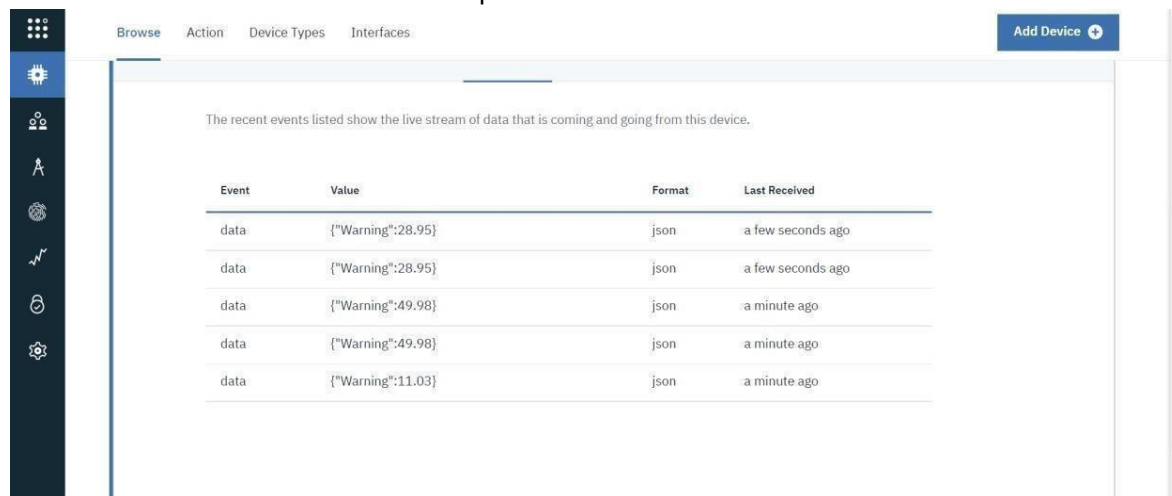 Browse Action Device Types Interfaces Add Device
The recent events listed show the live stream of data that is coming and going from this device.
Event Value Format Last Received
data {"Warning":28.95} json a few seconds ago
data {"Warning":28.95} json a few seconds ago
data {"Warning":49.98} json a minute ago
data {"Warning":49.98} json a minute ago
data {"Warning":11.03} json a minute ago